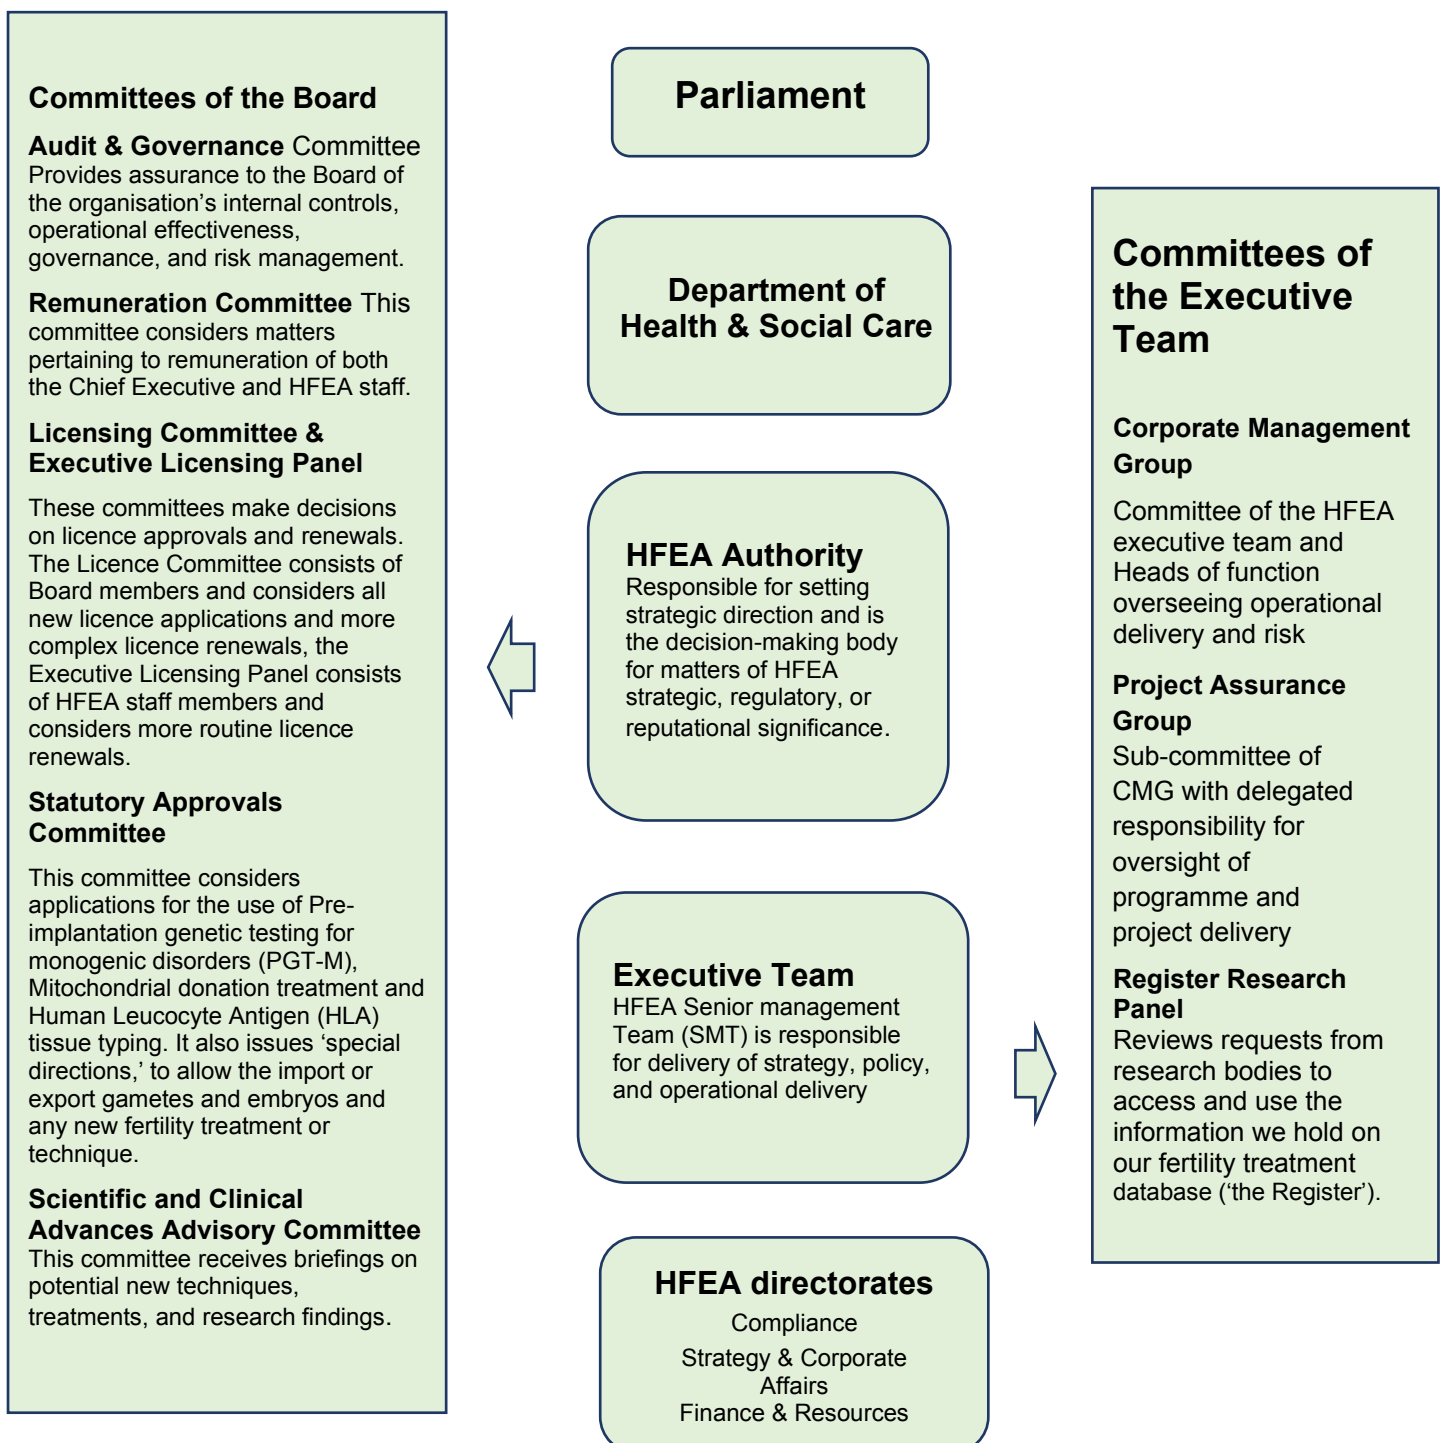 Committees of the Board
Audit & Governance Committee
Provides assurance to the Board of
the organisation’s internal controls,
operational effectiveness,
governance, and risk management.
Remuneration Committee This
committee considers matters
pertaining to remuneration of both
the Chief Executive and HFEA staff.
Licensing Committee &
Executive Licensing Panel
These committees make decisions
on licence approvals and renewals.
The Licence Committee consists of
Board members and considers all
new licence applications and more
complex licence renewals, the
Executive Licensing Panel consists
of HFEA staff members and
considers more routine licence
renewals.
Statutory Approvals
Committee
This committee considers
applications for the use of Pre-
implantation genetic testing for
monogenic disorders (PGT-M),
Mitochondrial donation treatment and
Human Leucocyte Antigen (HLA)
tissue typing. It also issues ‘special
directions,’ to allow the import or
export gametes and embryos and
any new fertility treatment or
technique.
Scientific and Clinical
Advances Advisory Committee
This committee receives briefings on
potential new techniques,
treatments, and research findings.
Parliament
Department of
Health & Social Care
HFEA Authority
Responsible for setting
strategic direction and is
the decision-making body
for matters of HFEA
strategic, regulatory, or
reputational significance.
Executive Team
HFEA Senior management
Team (SMT) is responsible
for delivery of strategy, policy,
and operational delivery
HFEA directorates
Compliance
Strategy & Corporate
Affairs
Finance & Resources
Committees of
the Executive
Team
Corporate Management
Group
Committee of the HFEA
executive team and
Heads of function
overseeing operational
delivery and risk
Project Assurance
Group
Sub-committee of
CMG with delegated
responsibility for
oversight of
programme and
project delivery
Register Research
Panel
Reviews requests from
research bodies to
access and use the
information we hold on
our fertility treatment
database (‘the Register’).